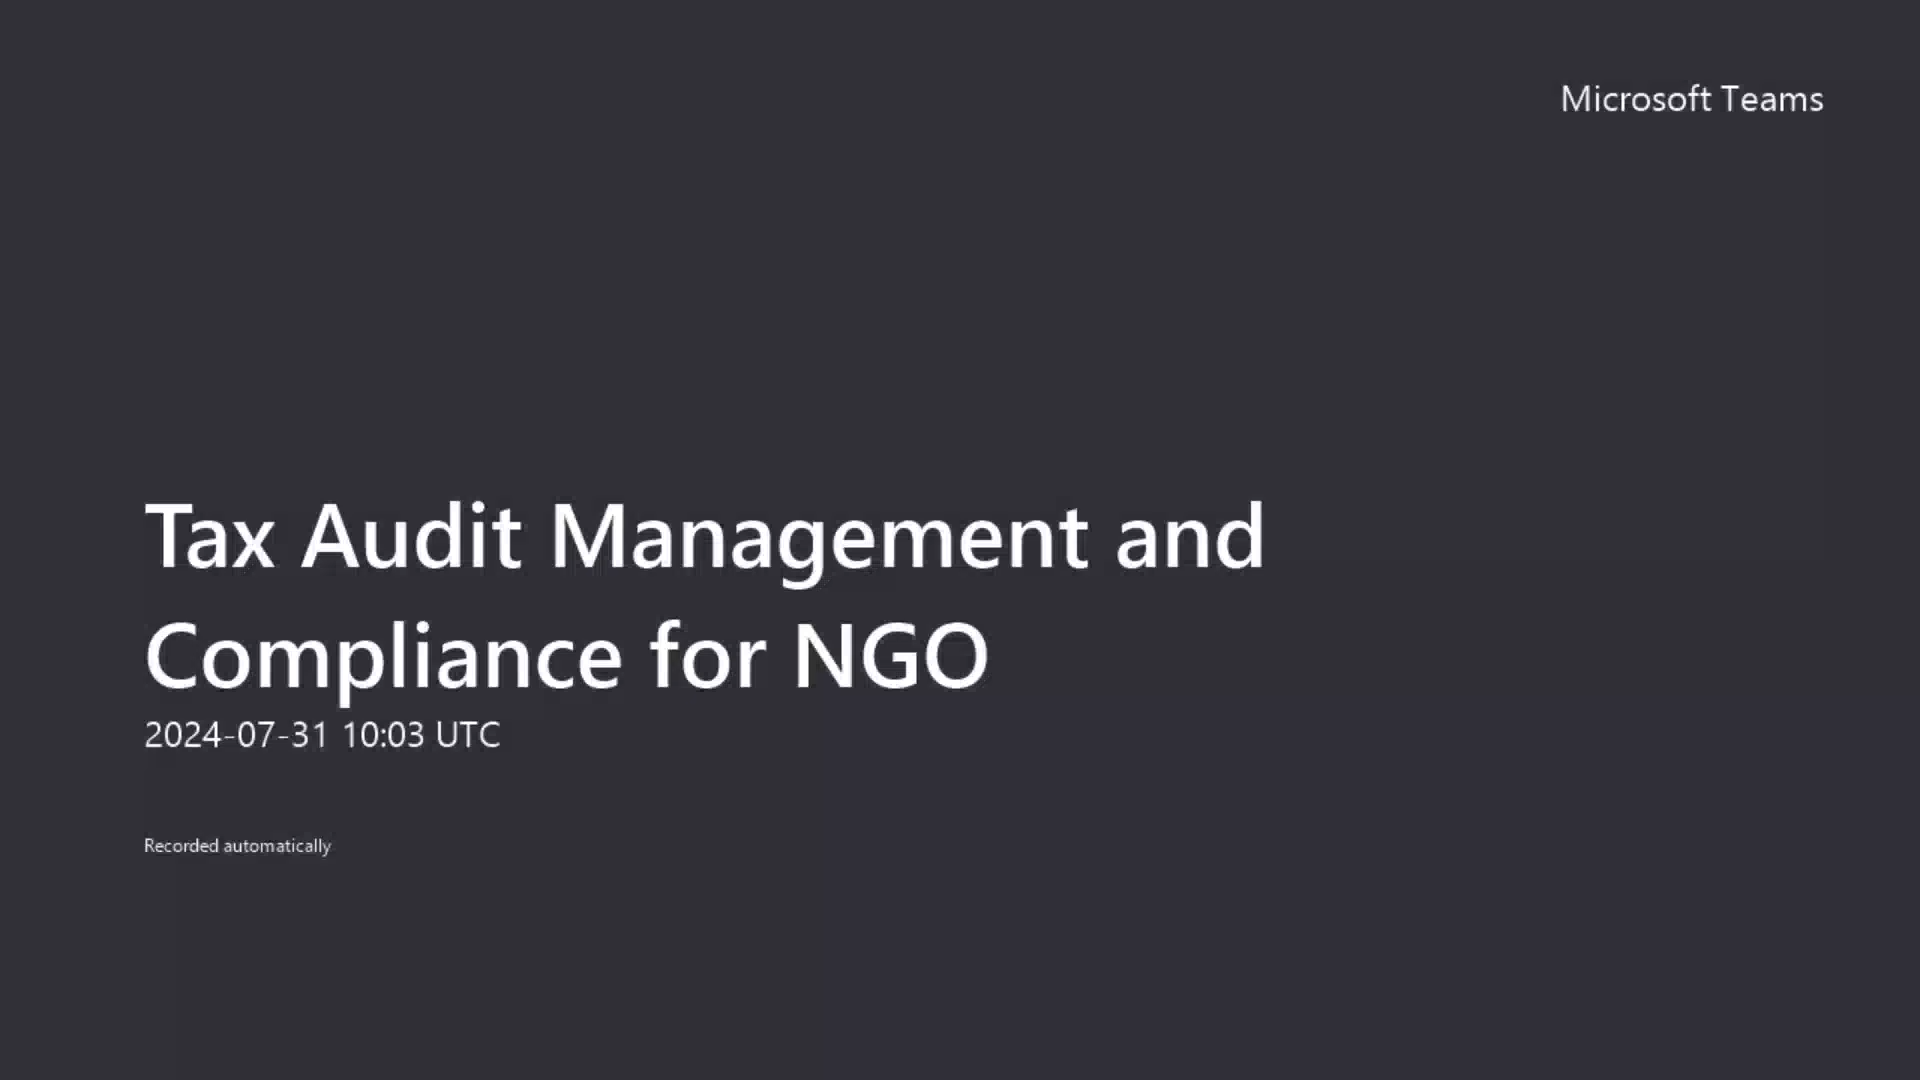 Microsoft Teams
Tax Audit Management and
Compliance for NGO
2024-07-31 10:03 UTC
Recorded automatically